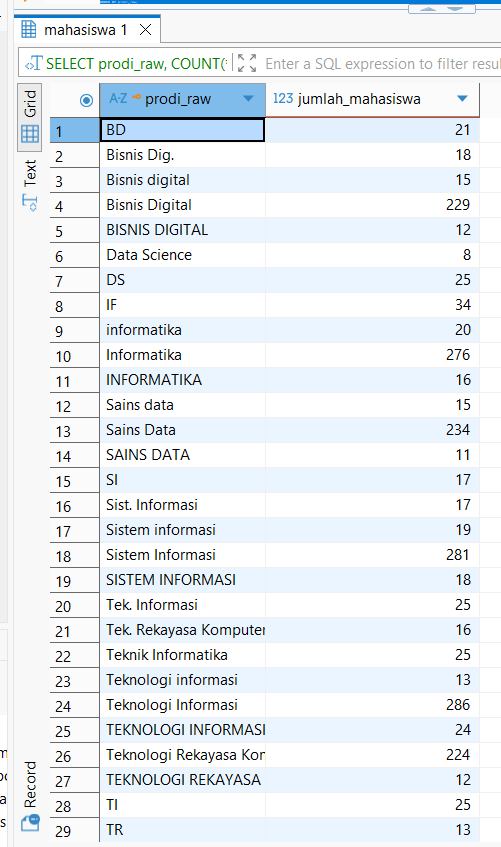 mahasiswa 1
SELECT prodi_raw, COUNT(
Enter a SQL expression to filter resul
Grid
Text
Record
A-Z prodi_raw 123 jumlah_mahasiswa
1 BD 21
2 Bisnis Dig. 18
3 Bisnis digital 15
4 Bisnis Digital 229
5 BISNIS DIGITAL 12
6 Data Science 8
7 DS 25
8 IF 34
9 informatika 20
10 Informatika 276
11 INFORMATIKA 16
12 Sains data 15
13 Sains Data 234
14 SAINS DATA 11
15 SI 17
16 Sist. Informasi 17
17 Sistem informasi 19
18 Sistem Informasi 281
19 SISTEM INFORMASI 18
20 Tek. Informasi 25
21 Tek. Rekayasa Komputer 16
22 Teknik Informatika 25
23 Teknologi informasi 13
24 Teknologi Informasi 286
25 TEKNOLOGI INFORMASI 24
26 Teknologi Rekayasa Kor 224
27 TEKNOLOGI REKAYASA 12
28 TI 25
29 TR 13